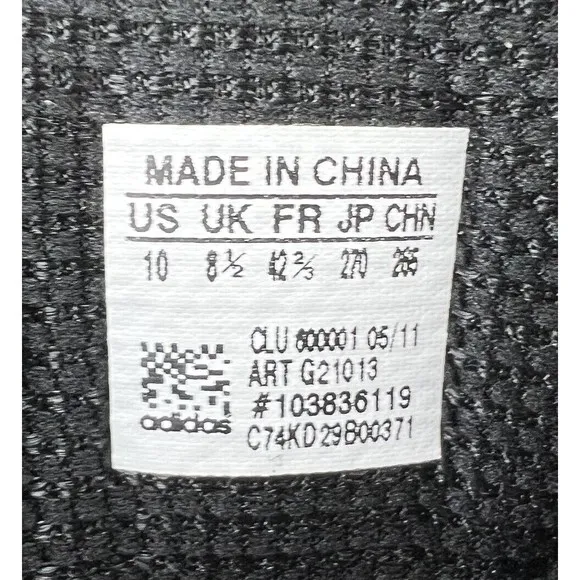 MADE IN CHINA
US UK FR JP CHN
10 8½ 42⅔ 270 265
CLU 600001 05/11
ART G21013
#103836119
C74KD29B00371
adidas